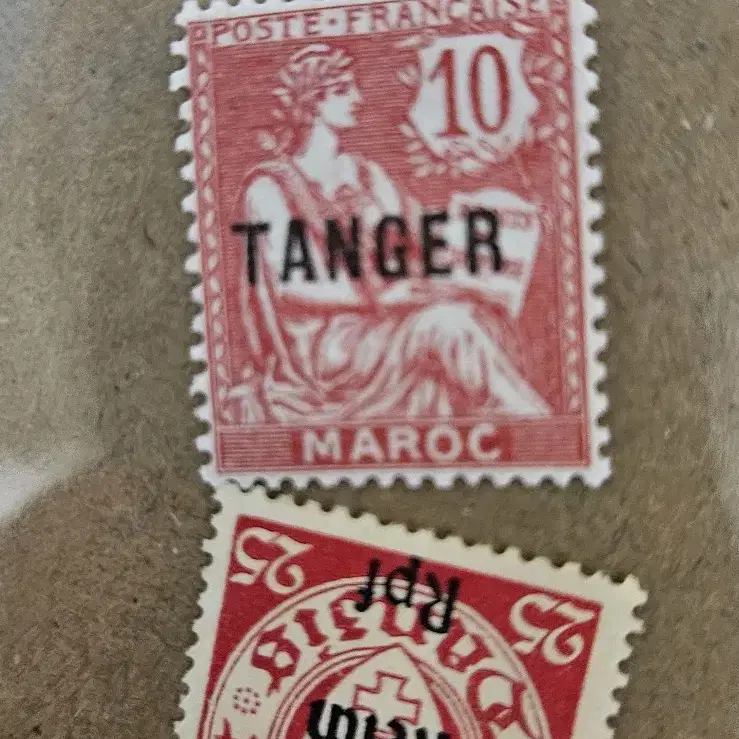 POSTE·FRANÇAISE
10
TANGER
MAROC
25
Rpf
25
Danzig